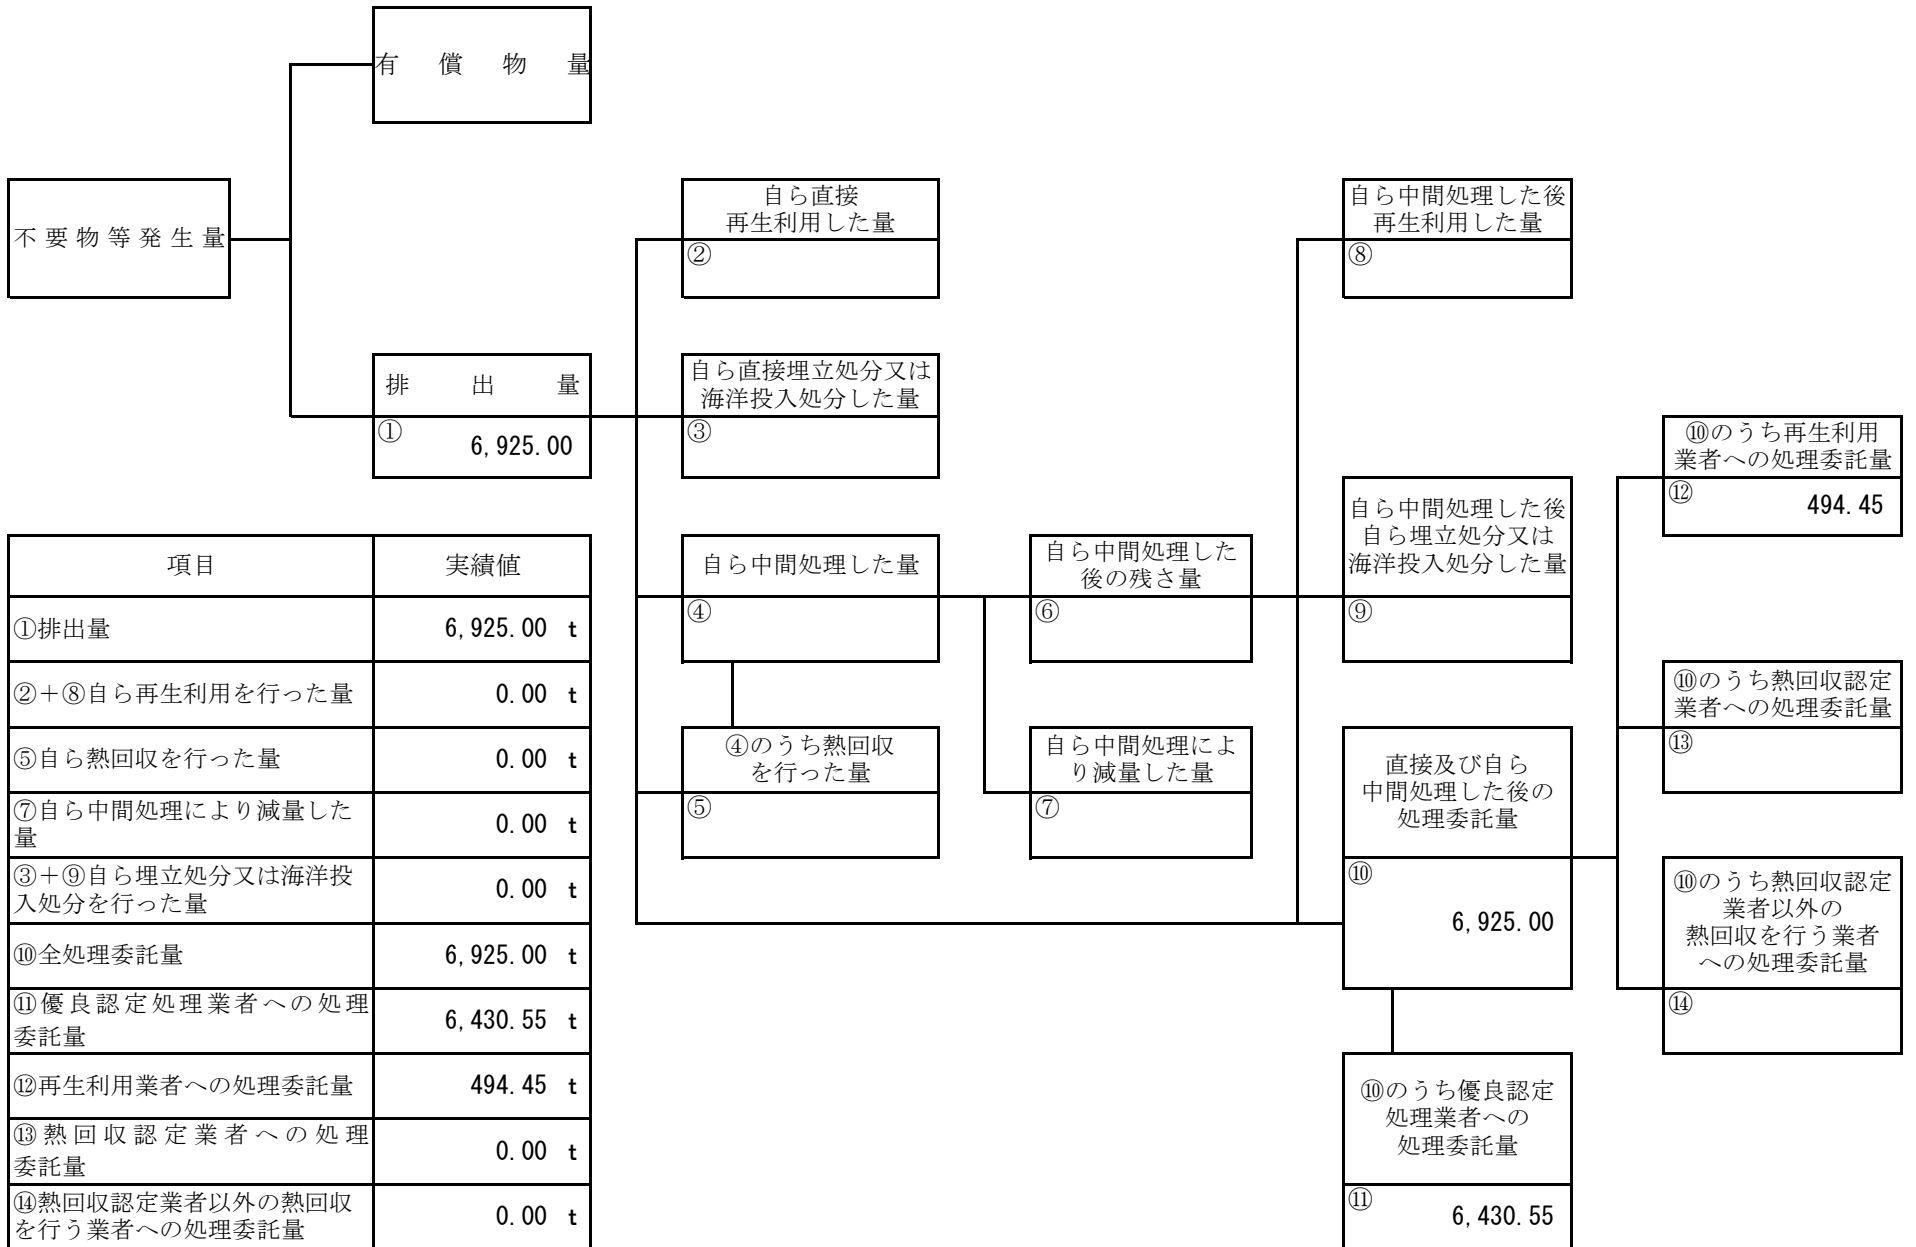 有償物量
不要物等発生量
排出量
① 6,925.00
自ら直接
再生利用した量
②
自ら直接埋立処分又は
海洋投入処分した量
③
自ら中間処理した量
④
④のうち熱回収
を行った量
⑤
自ら中間処理した
後の残さ量
⑥
自ら中間処理によ
り減量した量
⑦
自ら中間処理した後
再生利用した量
⑧
自ら中間処理した後
自ら埋立処分又は
海洋投入処分した量
⑨
直接及び自ら
中間処理した後の
処理委託量
⑩
6,925.00
⑩のうち優良認定
処理業者への
処理委託量
⑪
6,430.55
⑩のうち再生利用
業者への処理委託量
⑫ 494.45
⑩のうち熱回収認定
業者への処理委託量
⑬
⑩のうち熱回収認定
業者以外の
熱回収を行う業者
への処理委託量
⑭
項目 実績値
①排出量 6,925.00 t
②+⑧自ら再生利用を行った量 0.00 t
⑤自ら熱回収を行った量 0.00 t
⑦自ら中間処理により減量した
量 0.00 t
③+⑨自ら埋立処分又は海洋投
入処分を行った量 0.00 t
⑩全処理委託量 6,925.00 t
⑪優良認定処理業者への処理
委託量 6,430.55 t
⑫再生利用業者への処理委託量 494.45 t
⑬熱回収認定業者への処理
委託量 0.00 t
⑭熱回収認定業者以外の熱回収
を行う業者への処理委託量 0.00 t